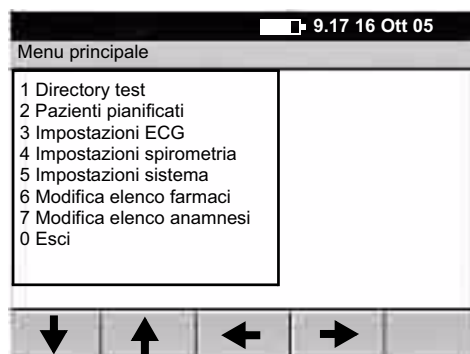 9.17 16 Ott 05
Menu principale
1 Directory test
2 Pazienti pianificati
3 Impostazioni ECG
4 Impostazioni spirometria
5 Impostazioni sistema
6 Modifica elenco farmaci
7 Modifica elenco anamnesi
0 Esci